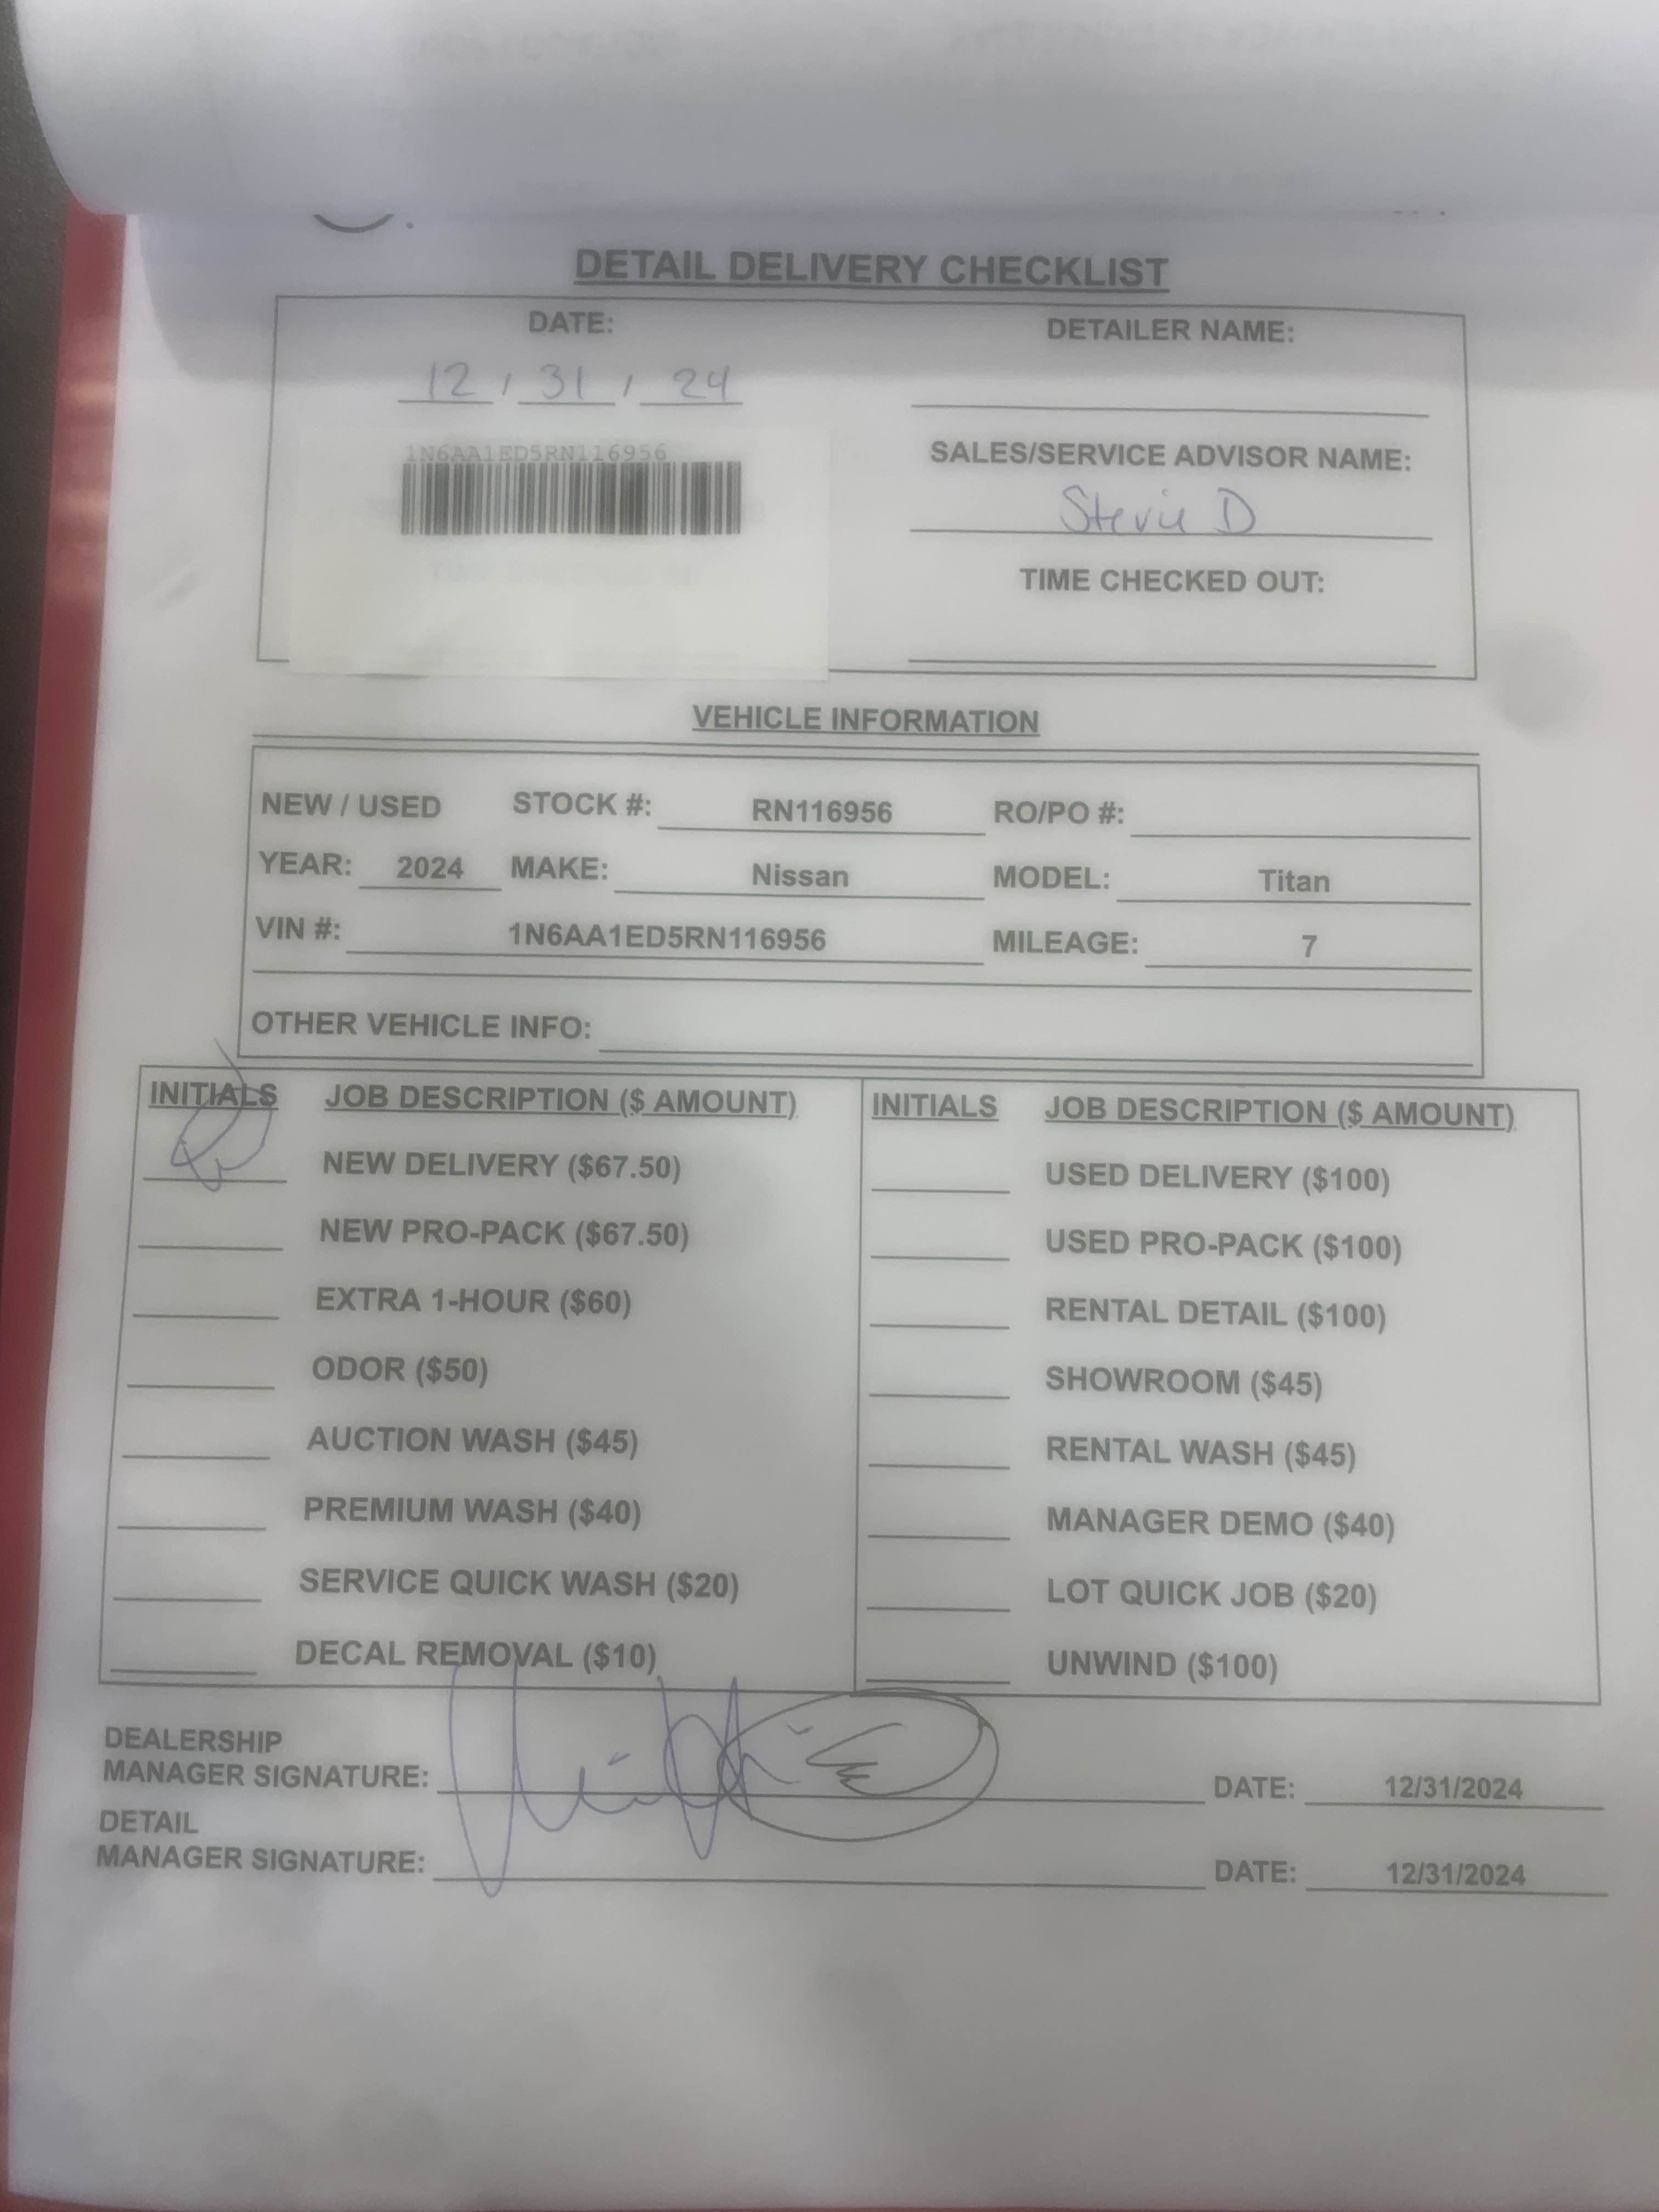 DETAIL DELIVERY CHECKLIST
DATE:
12 / 31 / 24
1N6AA1ED5RN116956
DETAILER NAME:
SALES/SERVICE ADVISOR NAME:
Stevie D
TIME CHECKED OUT:
VEHICLE INFORMATION
NEW / USED STOCK #: RN116956 RO/PO #:
YEAR: 2024 MAKE: Nissan MODEL: Titan
VIN #: 1N6AA1ED5RN116956 MILEAGE: 7
OTHER VEHICLE INFO:
INITIALS JOB DESCRIPTION ($ AMOUNT)
NEW DELIVERY ($67.50)
NEW PRO-PACK ($67.50)
EXTRA 1-HOUR ($60)
ODOR ($50)
AUCTION WASH ($45)
PREMIUM WASH ($40)
SERVICE QUICK WASH ($20)
DECAL REMOVAL ($10)
INITIALS JOB DESCRIPTION ($ AMOUNT)
USED DELIVERY ($100)
USED PRO-PACK ($100)
RENTAL DETAIL ($100)
SHOWROOM ($45)
RENTAL WASH ($45)
MANAGER DEMO ($40)
LOT QUICK JOB ($20)
UNWIND ($100)
DEALERSHIP
MANAGER SIGNATURE: DATE: 12/31/2024
DETAIL
MANAGER SIGNATURE: DATE: 12/31/2024